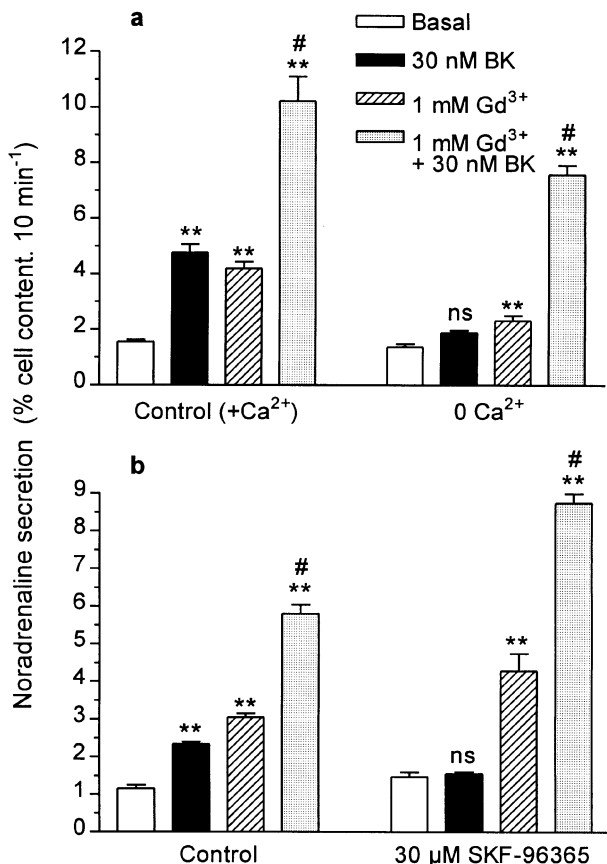 a
Basal
30 nM BK
1 mM Gd³⁺
1 mM Gd³⁺
+ 30 nM BK
12
10
8
6
4
2
0
**
**
#
**
ns
**
#
**
Control (+Ca²⁺)
0 Ca²⁺
Noradrenaline secretion (% cell content. 10 min⁻¹)
b
9
8
7
6
5
4
3
2
1
0
**
**
#
**
ns
**
#
**
Control
30 µM SKF-96365